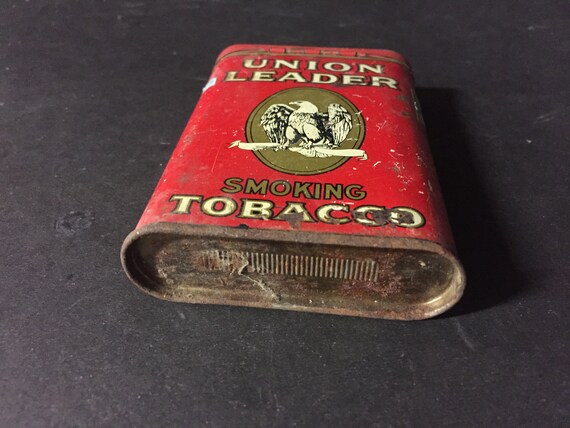 UNION
LEADER
SMOKING
TOBACCO